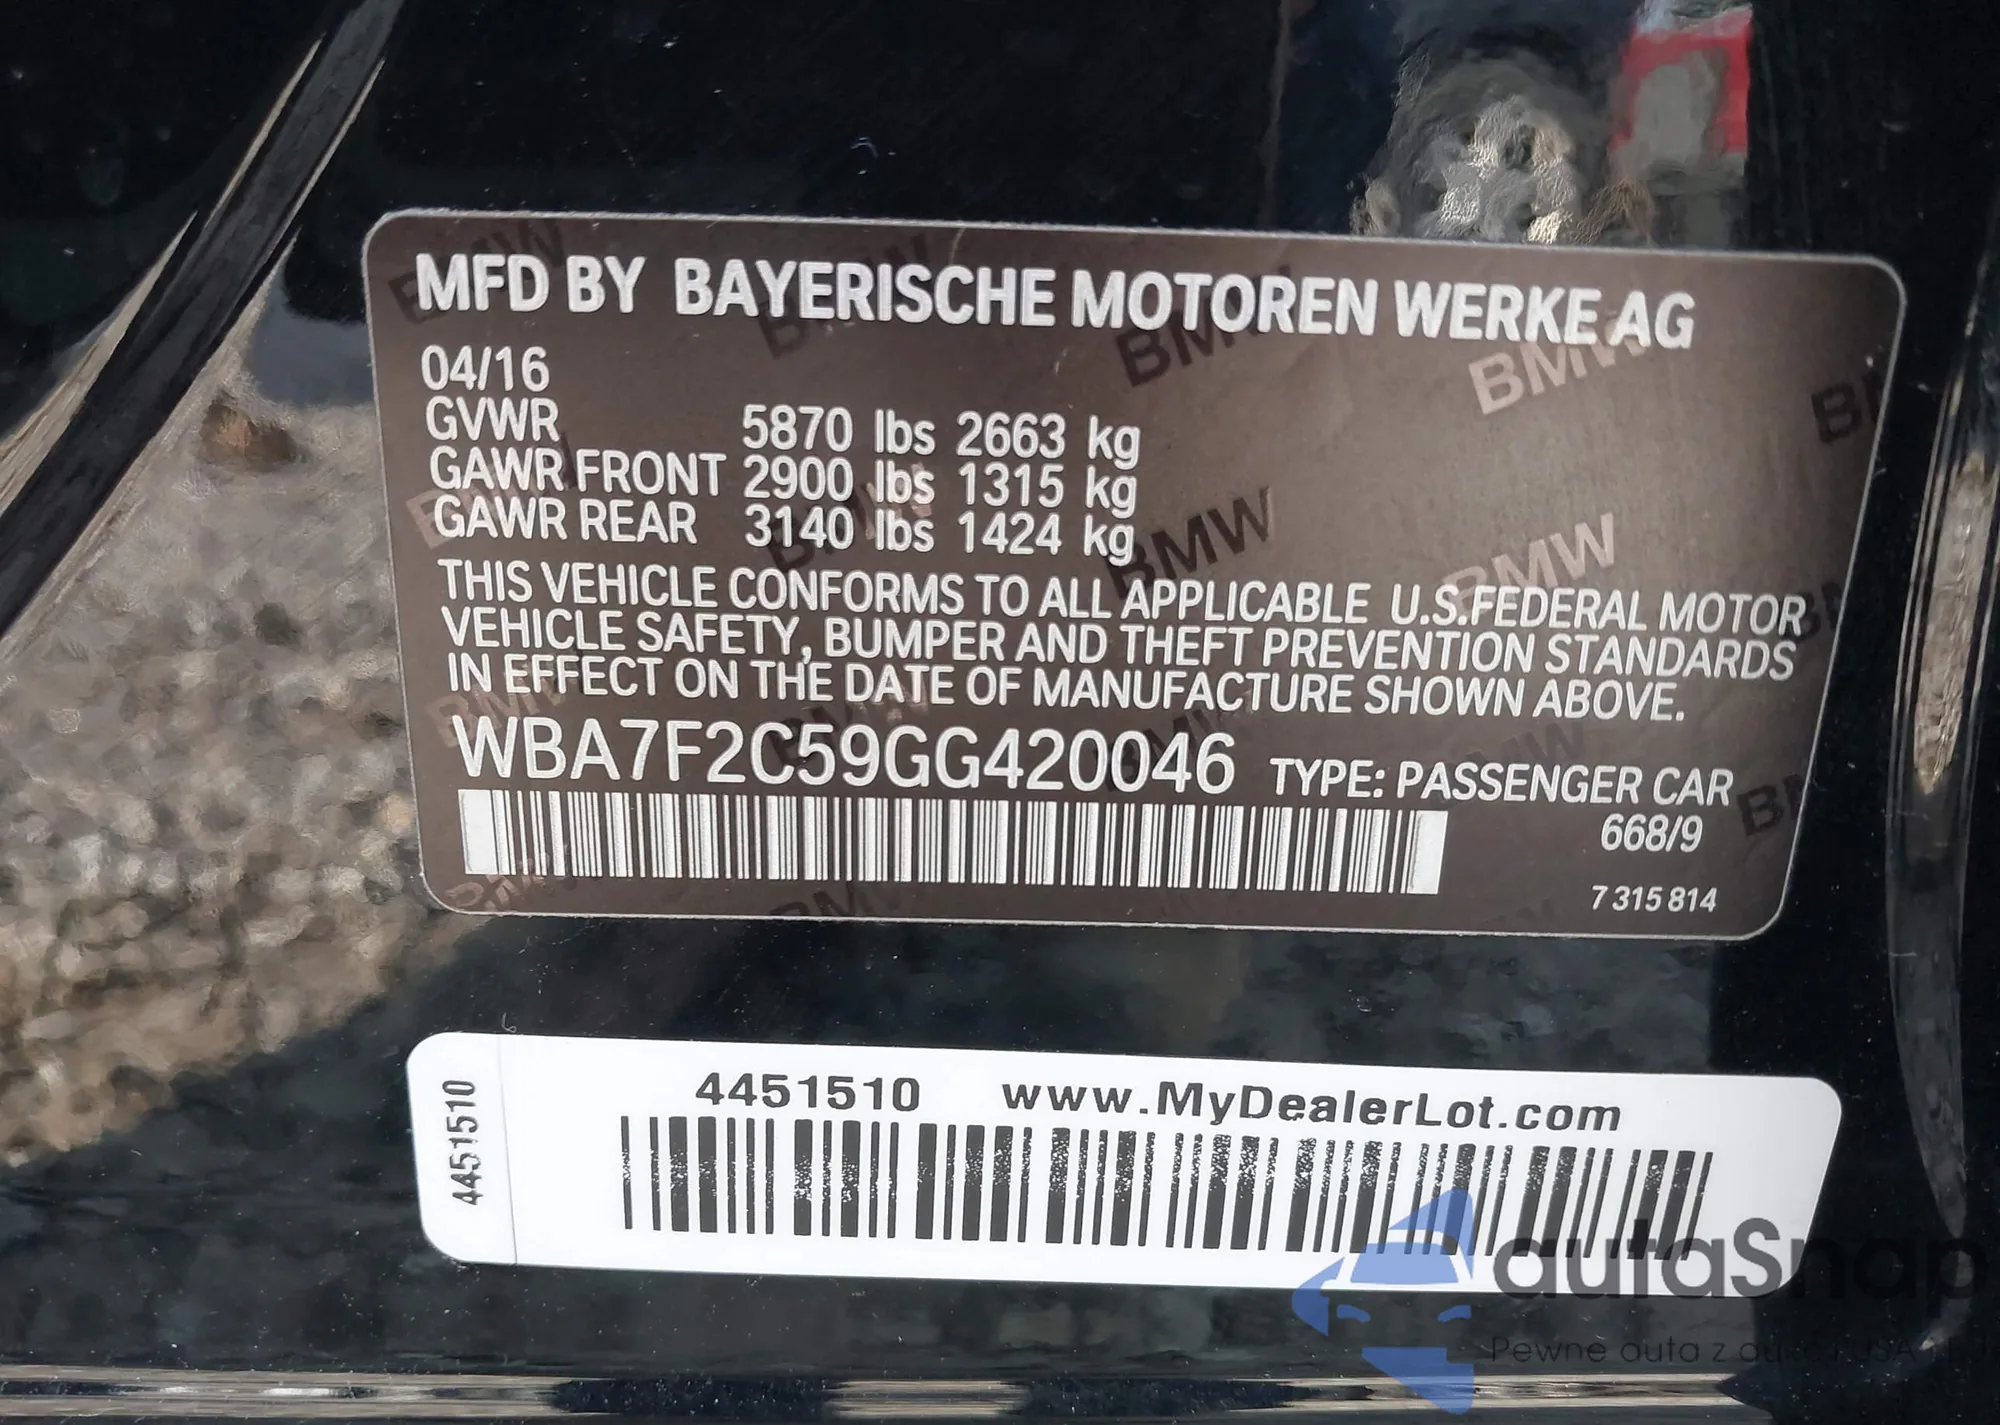 MFD BY BAYERISCHE MOTOREN WERKE AG
04/16
GVWR 5870 lbs 2663 kg
GAWR FRONT 2900 lbs 1315 kg
GAWR REAR 3140 lbs 1424 kg
THIS VEHICLE CONFORMS TO ALL APPLICABLE U.S.FEDERAL MOTOR
VEHICLE SAFETY, BUMPER AND THEFT PREVENTION STANDARDS
IN EFFECT ON THE DATE OF MANUFACTURE SHOWN ABOVE.
WBA7F2C59GG420046 TYPE: PASSENGER CAR
668/9
7 315 814
4451510
4451510 www.MyDealerLot.com
autaSnap
Pewne auta z